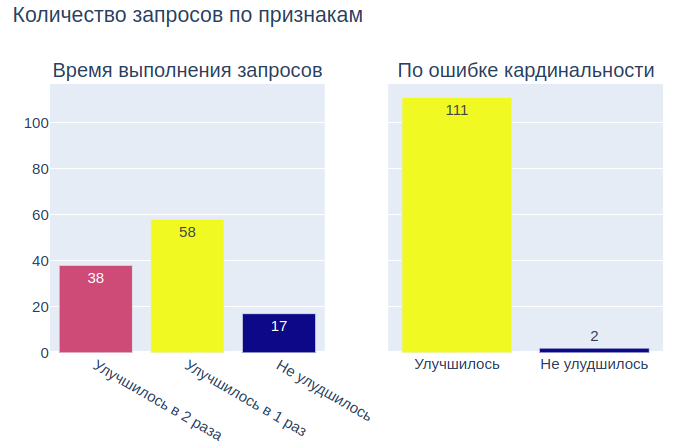 Количество запросов по признакам
Время выполнения запросов
По ошибке кардинальности
100
80
60
40
20
0
38
58
17
111
2
Улучшилось в 2 раза
Улучшилось в 1 раз
Не улудшилось
Улучшилось
Не улудшилось